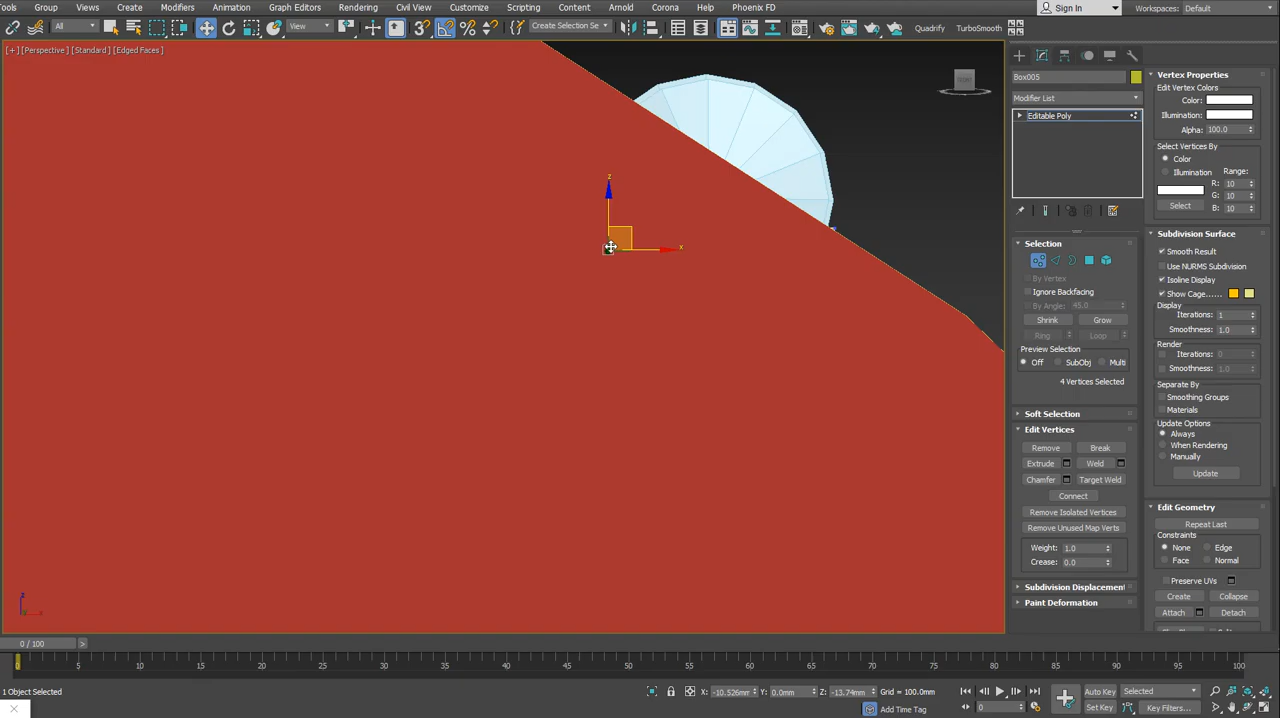 Tools Group Views Create Modifiers Animation Graph Editors Rendering Civil View Customize Scripting Content Arnold Corona Help Phoenix FD Sign In Workspaces: Default
All View Create Selection Se Quadrify TurboSmooth
[+] [Perspective] [Standard] [Edged Faces]
z
x
Box005
Modifier List
Editable Poly
Selection
By Vertex
Ignore Backfacing
By Angle: 45.0
Shrink Grow
Ring Loop
Preview Selection
Off SubObj Multi
4 Vertices Selected
Soft Selection
Edit Vertices
Remove Break
Extrude Weld
Chamfer Target Weld
Connect
Remove Isolated Vertices
Remove Unused Map Verts
Weight: 1.0
Crease: 0.0
Subdivision Displacemen
Paint Deformation
Vertex Properties
Edit Vertex Colors
Color:
Illumination:
Alpha: 100.0
Select Vertices By
Color
Illumination Range:
R: 10
G: 10
Select B: 10
Subdivision Surface
Smooth Result
Use NURMS Subdivision
Isoline Display
Show Cage......
Display
Iterations: 1
Smoothness: 1.0
Render
Iterations: 0
Smoothness: 1.0
Separate By
Smoothing Groups
Materials
Update Options
Always
When Rendering
Manually
Update
Edit Geometry
Repeat Last
Constraints
None Edge
Face Normal
Preserve UVs
Create Collapse
Attach Detach
z
x
0 / 100 >
0 5 10 15 20 25 30 35 40 45 50 55 60 65 70 75 80 85 90 95 100
1 Object Selected X: -10.526mm Y: 0.0mm Z: -13.74mm Grid = 100.0mm Auto Key Selected
Add Time Tag 0 Set Key Key Filters...